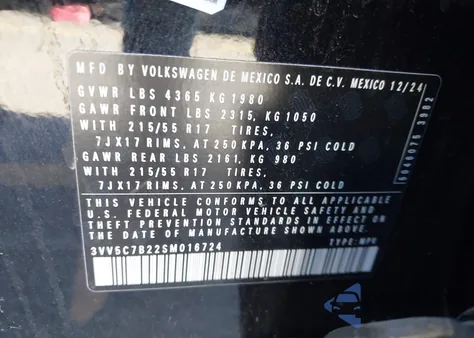 MFD BY VOLKSWAGEN DE MEXICO S.A. DE C.V. MEXICO 12/24
GVWR LBS 4365 KG 1980
GAWR FRONT LBS 2315, KG 1050
WITH 215/55 R17 TIRES,
7JX17 RIMS, AT 250 KPA, 36 PSI COLD
GAWR REAR LBS 2161, KG 980
WITH 215/55 R17 TIRES,
7JX17 RIMS, AT 250 KPA, 36 PSI COLD
THIS VEHICLE CONFORMS TO ALL APPLICABLE
U.S. FEDERAL MOTOR VEHICLE SAFETY AND
THEFT PREVENTION STANDARDS IN EFFECT ON
THE DATE OF MANUFACTURE SHOWN ABOVE.
3VV5C7B22SM016724 TYPE: MPV